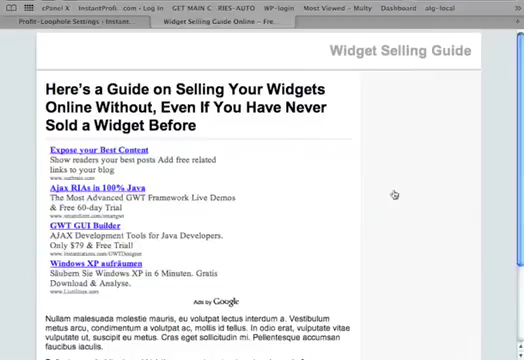 cPanel X InstantProfi... - Log In GET MAIN C... RIES-AUTO WP-login Most Viewed – Multy Dashboard alg-local
Profit-Loophole Settings ‹ Instant... Widget Selling Guide Online – Fre...
Widget Selling Guide
Here's a Guide on Selling Your Widgets
Online Without, Even If You Have Never
Sold a Widget Before
Expose your Best Content
Show readers your best posts Add free related
links to your blog
Ajax RIAs in 100% Java
The Most Advanced GWT Framework Live Demos
& Free 60-day Trial
GWT GUI Builder
AJAX Development Tools for Java Developers.
Only $79 & Free Trial!
www.instantiations.com/GWTDesigner
Windows XP aufräumen
Säubern Sie Windows XP in 6 Minuten. Gratis
Download & Analyse.
Ads by Google
Nullam malesuada molestie mauris, eu volutpat lectus interdum a. Vestibulum
metus arcu, condimentum a volutpat ac, mollis id tellus. In odio erat, vulputate vitae
vulputate ut, suscipit eu metus. Cras eget sollicitudin mi. Pellentesque accumsan
faucibus iaculis.